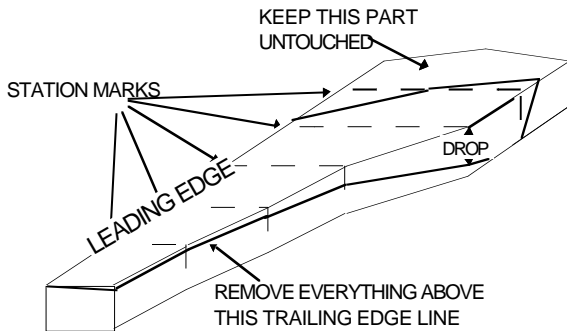 KEEP THIS PART
UNTOUCHED
STATION MARKS
DROP
LEADING EDGE
REMOVE EVERYTHING ABOVE
THIS TRAILING EDGE LINE